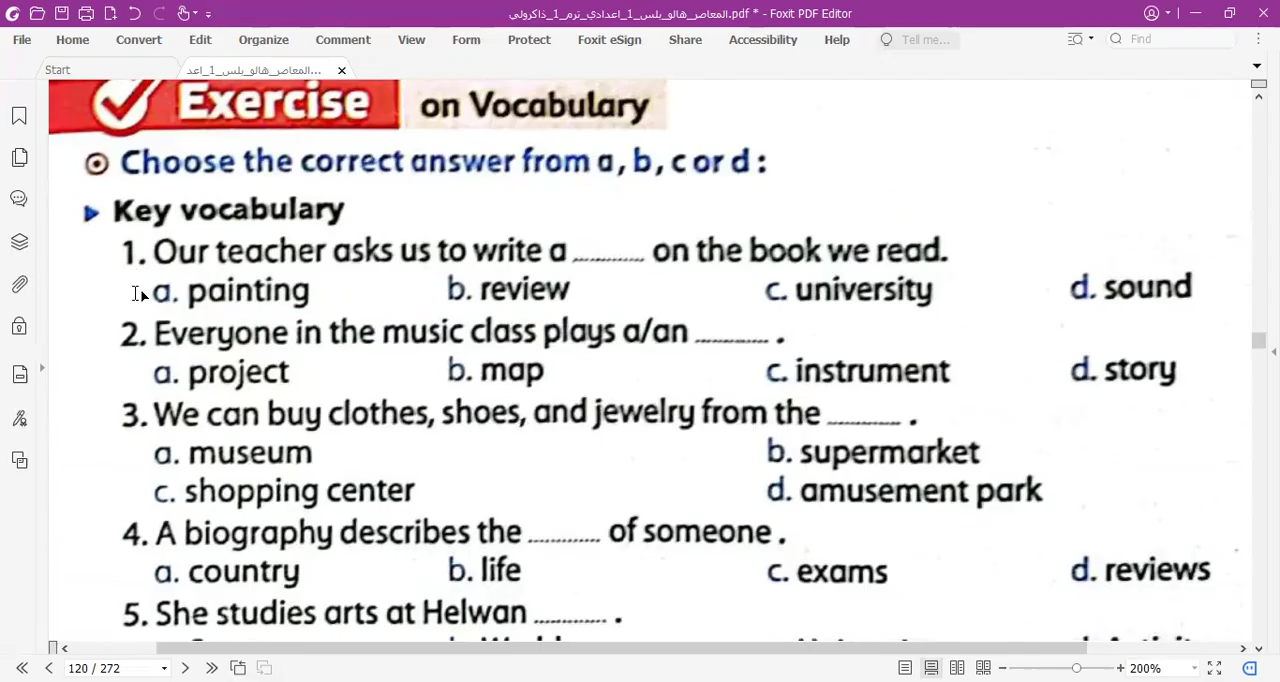 المعاصر_هالو_بلس_1_اعدادي_ترم_1_ذاكرولي.pdf * - Foxit PDF Editor
File Home Convert Edit Organize Comment View Form Protect Foxit eSign Share Accessibility Help Tell me... Find
Start المعاصر_هالو_بلس_1_اعد...
Exercise on Vocabulary
Choose the correct answer from a, b, c or d :
Key vocabulary
1. Our teacher asks us to write a ........... on the book we read.
a. painting b. review c. university d. sound
2. Everyone in the music class plays a/an ........... .
a. project b. map c. instrument d. story
3. We can buy clothes, shoes, and jewelry from the ........... .
a. museum b. supermarket
c. shopping center d. amusement park
4. A biography describes the ........... of someone .
a. country b. life c. exams d. reviews
5. She studies arts at Helwan ........... .
120 / 272 200%